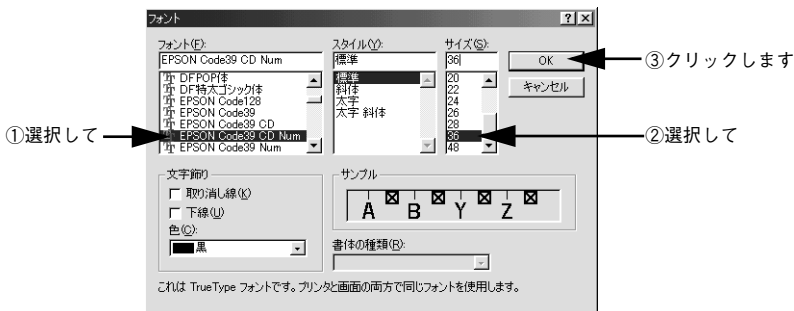 フォント
フォント(F):
EPSON Code39 CD Num
DFPOP体
DF特太ゴシック体
EPSON Code128
EPSON Code39
EPSON Code39 CD
EPSON Code39 CD Num
EPSON Code39 Num
スタイル(Y):
標準
標準
斜体
太字
太字 斜体
サイズ(S):
36
20
22
24
26
28
36
48
OK
キャンセル
①選択して
②選択して
③クリックします
文字飾り
取り消し線(K)
下線(U)
色(C):
黒
サンプル
A B Y Z
書体の種類(R):
これは TrueType フォントです。プリンタと画面の両方で同じフォントを使用します。